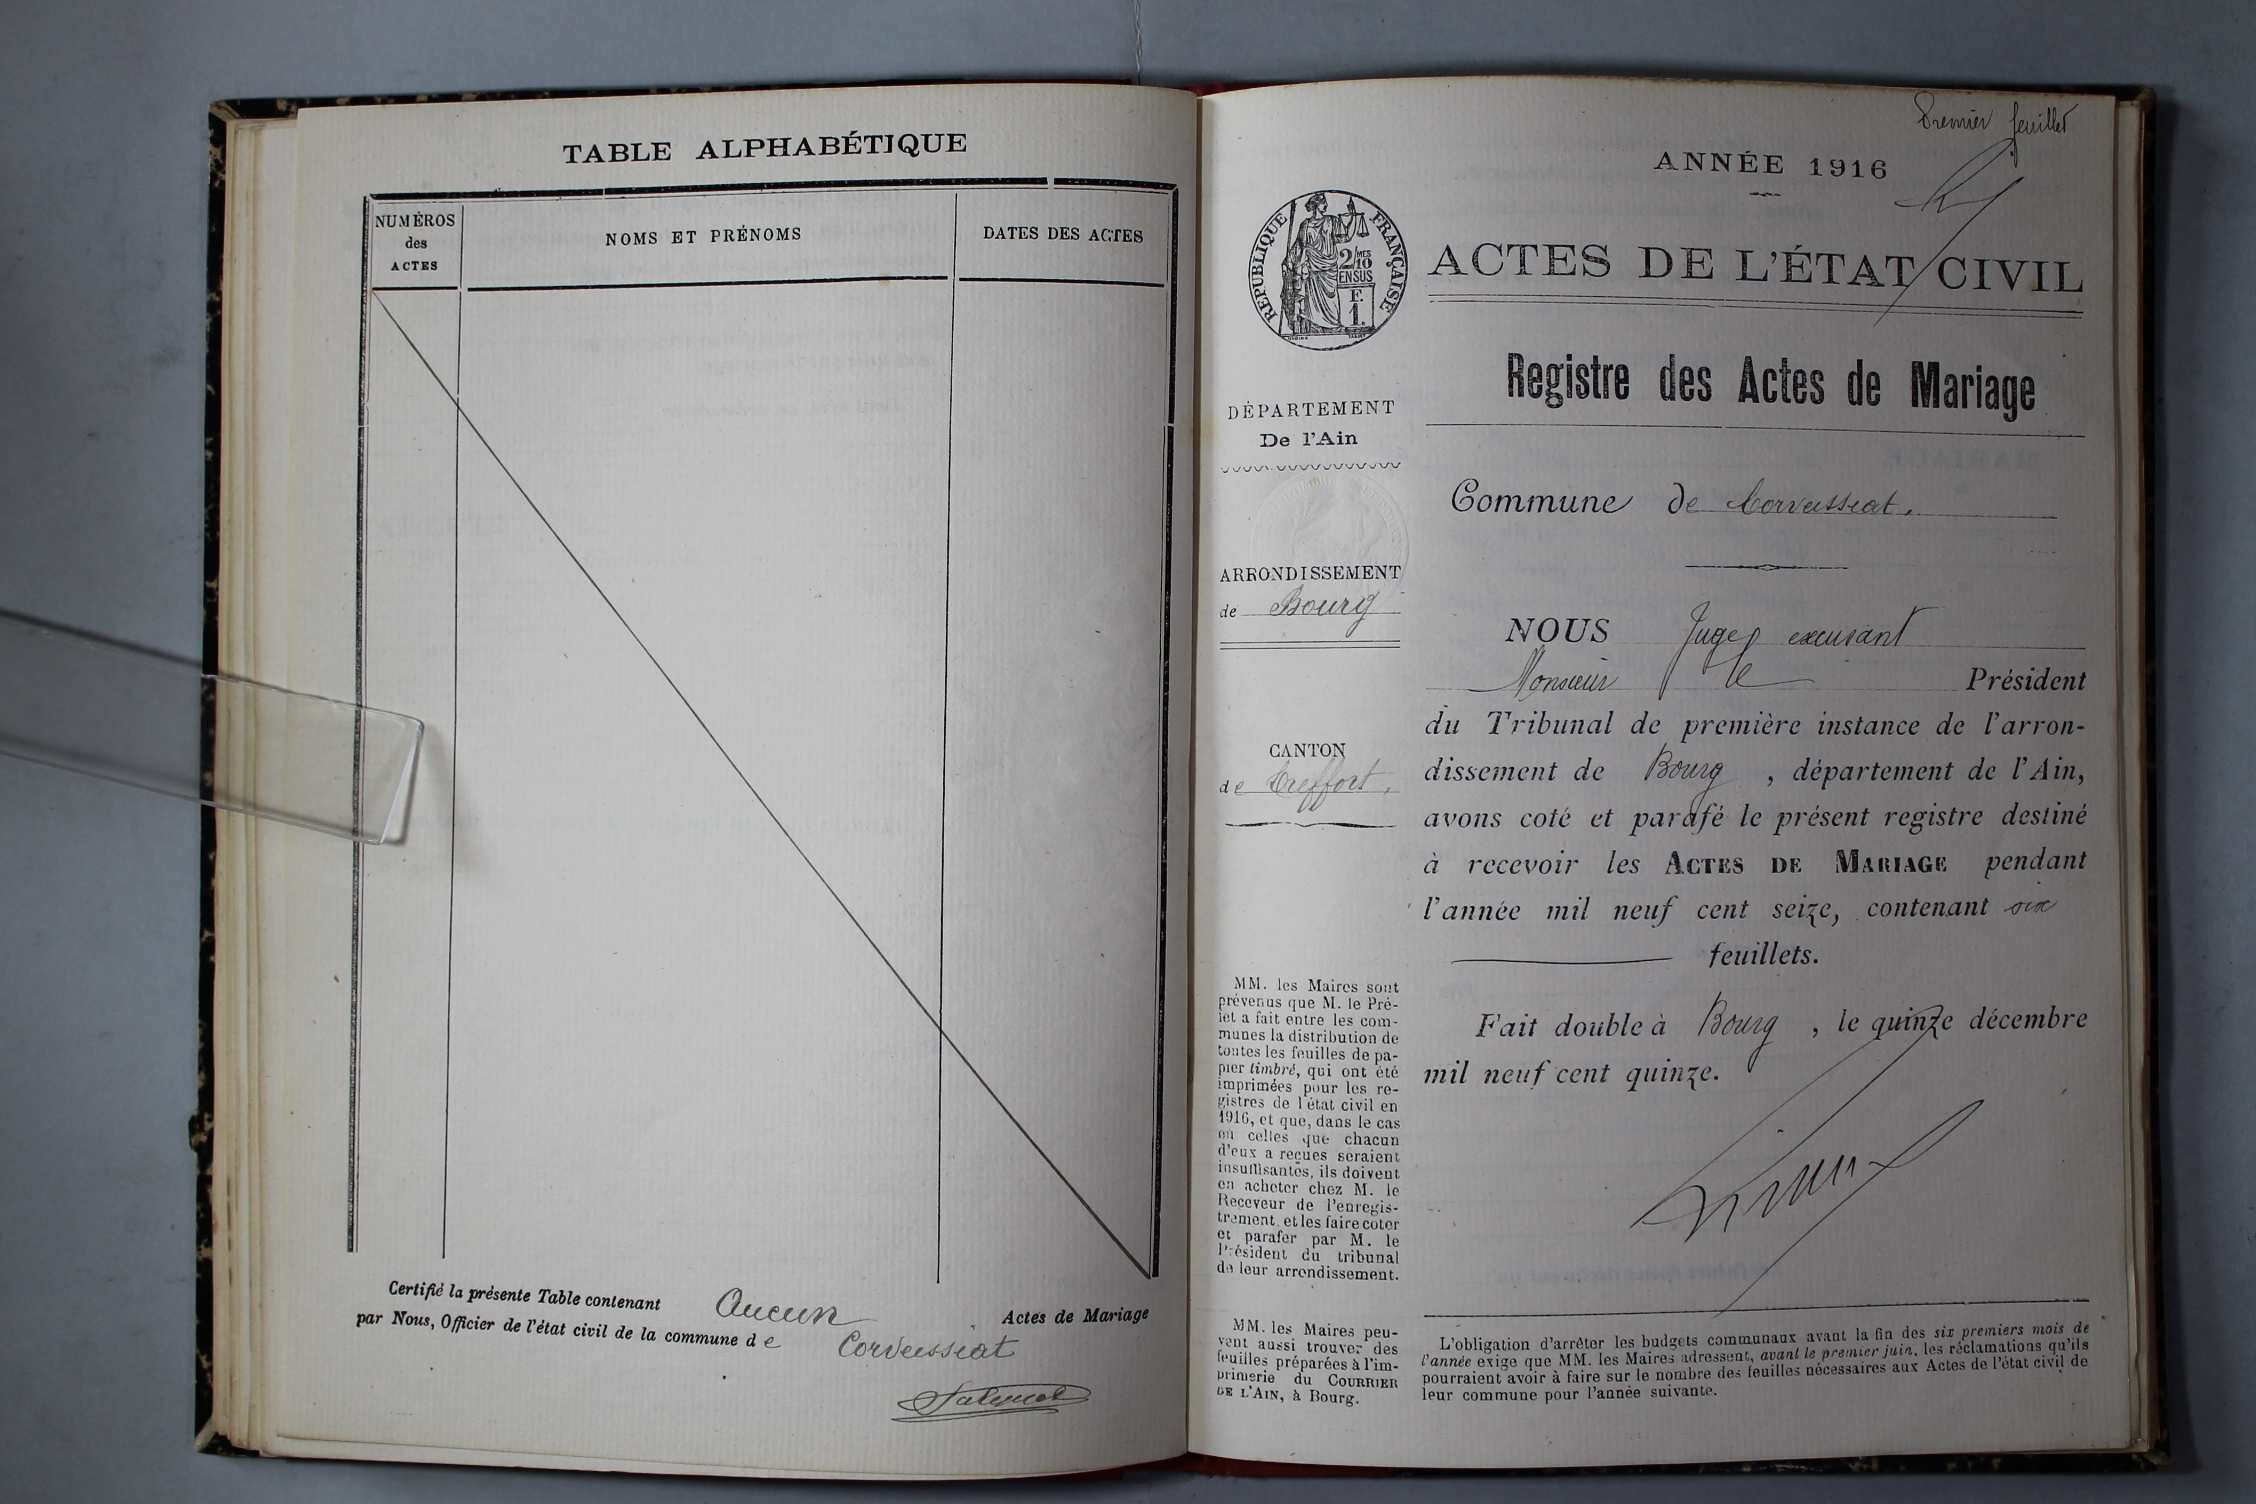 TABLE ALPHABÉTIQUE
NUMÉROS
des
ACTES
NOMS ET PRÉNOMS
DATES DES ACTES
Certifié la présente Table contenant Aucun Actes de Mariage
par Nous, Officier de l'état civil de la commune de Corveissiat
Premier feuillet
ANNÉE 1916
RÉPUBLIQUE FRANÇAISE
2/10MES
EN SUS
F.
1.
ACTES DE L'ÉTAT CIVIL
Registre des Actes de Mariage
DÉPARTEMENT
De l'Ain
Commune de Corveissiat.
ARRONDISSEMENT
de Bourg
CANTON
de Treffort.
NOUS Juge excusant
Monsieur le Président
du Tribunal de première instance de l'arron-
dissement de Bourg, département de l'Ain,
avons coté et parafé le présent registre destiné
à recevoir les ACTES DE MARIAGE pendant
l'année mil neuf cent seize, contenant six
feuillets.
Fait double à Bourg, le quinze décembre
mil neuf cent quinze.
MM. les Maires sont
prévenus que M. le Pré-
fet a fait entre les com-
munes la distribution de
toutes les feuilles de pa-
pier timbré, qui ont été
imprimées pour les re-
gistres de l'état civil en
1916, et que, dans le cas
où celles que chacun
d'eux a reçues seraient
insuffisantes, ils doivent
en acheter chez M. le
Receveur de l'enregis-
trement, et les faire coter
et parafer par M. le
Président du tribunal
de leur arrondissement.
MM. les Maires peu-
vent aussi trouver des
feuilles préparées à l'im-
primerie du COURRIER
DE L'AIN, à Bourg.
L'obligation d'arrêter les budgets communaux avant la fin des six premiers mois de
l'année exige que MM. les Maires adressent, avant le premier juin, les réclamations qu'ils
pourraient avoir à faire sur le nombre des feuilles nécessaires aux Actes de l'état civil de
leur commune pour l'année suivante.